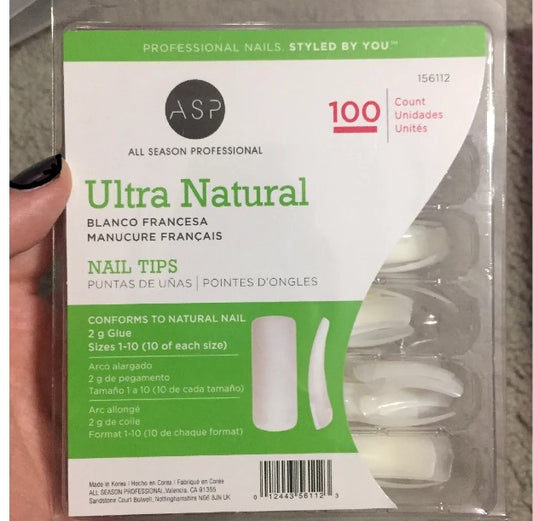 PROFESSIONAL NAILS. STYLED BY YOU™
156112
ASP
ALL SEASON PROFESSIONAL
100
Count
Unidades
Unités
Ultra Natural
BLANCO FRANCESA
MANUCURE FRANÇAIS
NAIL TIPS
PUNTAS DE UÑAS | POINTES D'ONGLES
CONFORMS TO NATURAL NAIL
2 g Glue
Sizes 1-10 (10 of each size)
Arco alargado
2 g de pegamento
Tamaño 1 a 10 (10 de cada tamaño)
Arc allongé
2 g de colle
Format 1-10 (10 de chaque format)
Made in Korea | Hecho en Corea | Fabriqué en Corée
ALL SEASON PROFESSIONAL, Valencia, CA 91355
Sandstone Court Bulwell, Nottinghamshire NG6 8JN UK
0 12443 56112 3